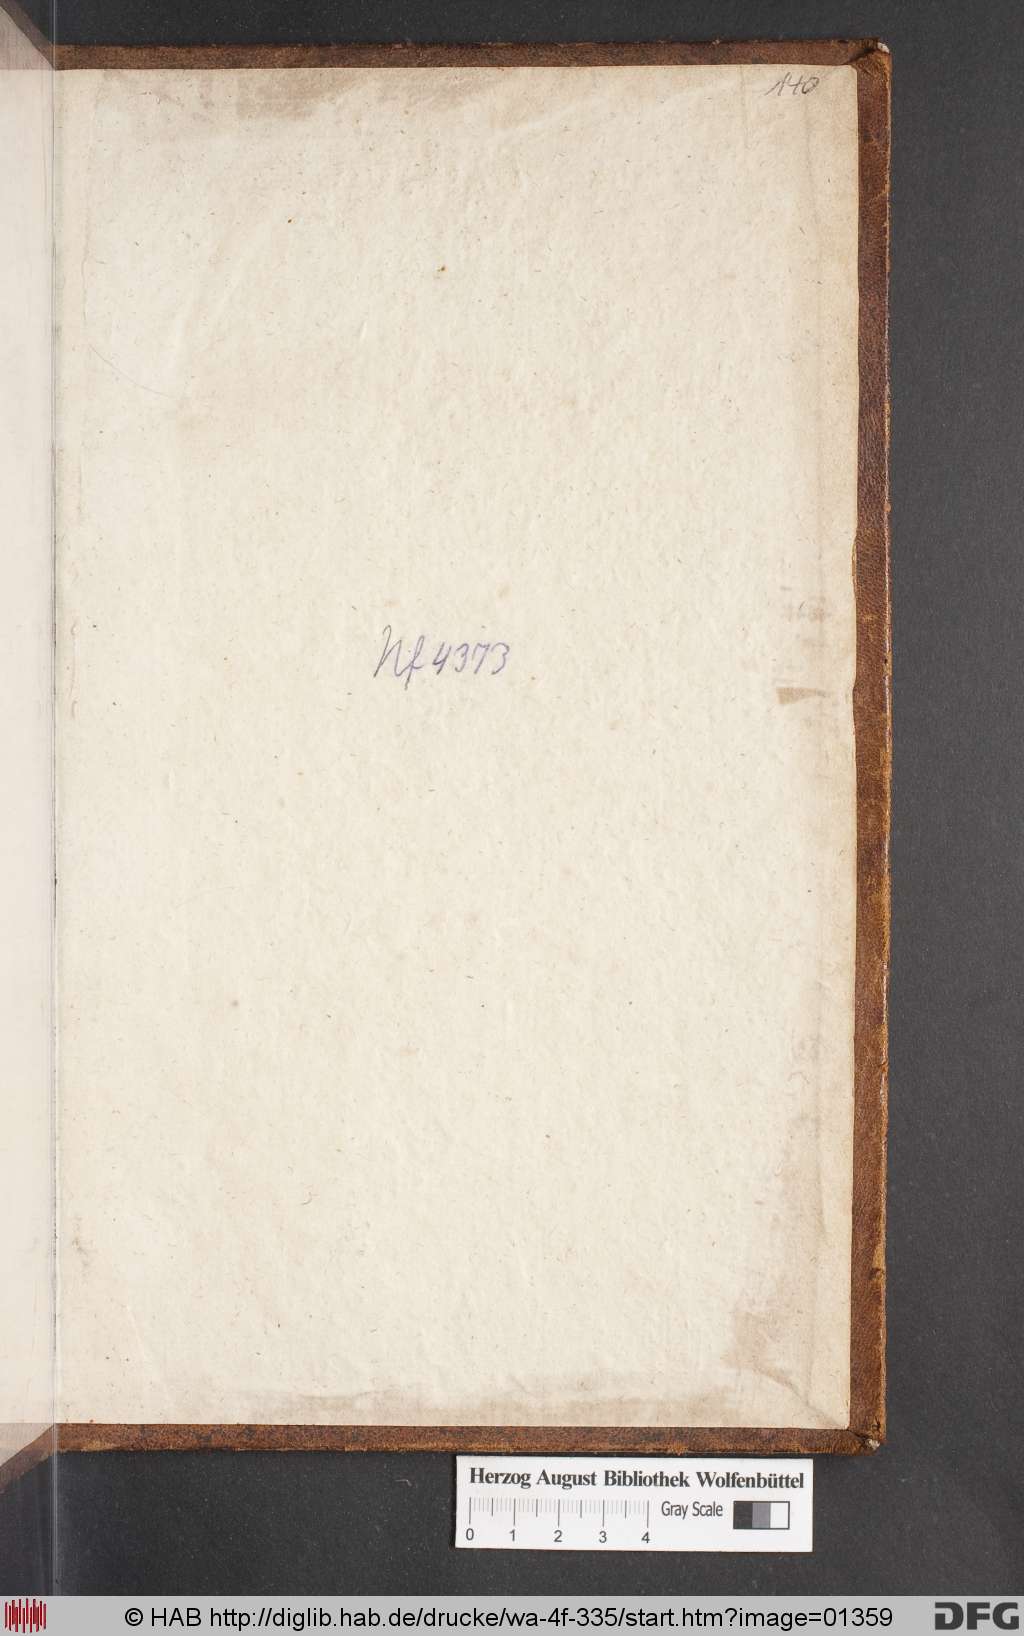 140
Nf 4373
Herzog August Bibliothek Wolfenbüttel
Gray Scale
0 1 2 3 4
© HAB http://diglib.hab.de/drucke/wa-4f-335/start.htm?image=01359
DFG